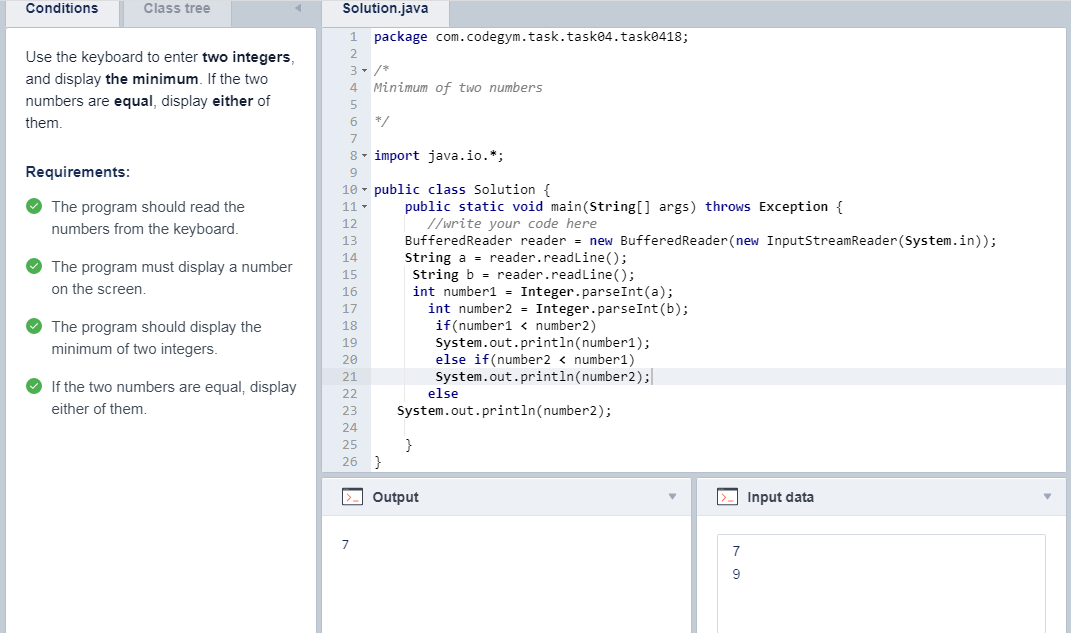 Conditions
Class tree
Use the keyboard to enter two integers,
and display the minimum. If the two
numbers are equal, display either of
them.
Requirements:
The program should read the
numbers from the keyboard.
The program must display a number
on the screen.
The program should display the
minimum of two integers.
If the two numbers are equal, display
either of them.
Solution.java
1 package com.codegym.task.task04.task0418;
2
3 /*
4 Minimum of two numbers
5
6 */
7
8 import java.io.*;
9
10 public class Solution {
11 public static void main(String[] args) throws Exception {
12 //write your code here
13 BufferedReader reader = new BufferedReader(new InputStreamReader(System.in));
14 String a = reader.readLine();
15 String b = reader.readLine();
16 int number1 = Integer.parseInt(a);
17 int number2 = Integer.parseInt(b);
18 if(number1 < number2)
19 System.out.println(number1);
20 else if(number2 < number1)
21 System.out.println(number2);
22 else
23 System.out.println(number2);
24
25 }
26 }
Output
7
Input data
7
9